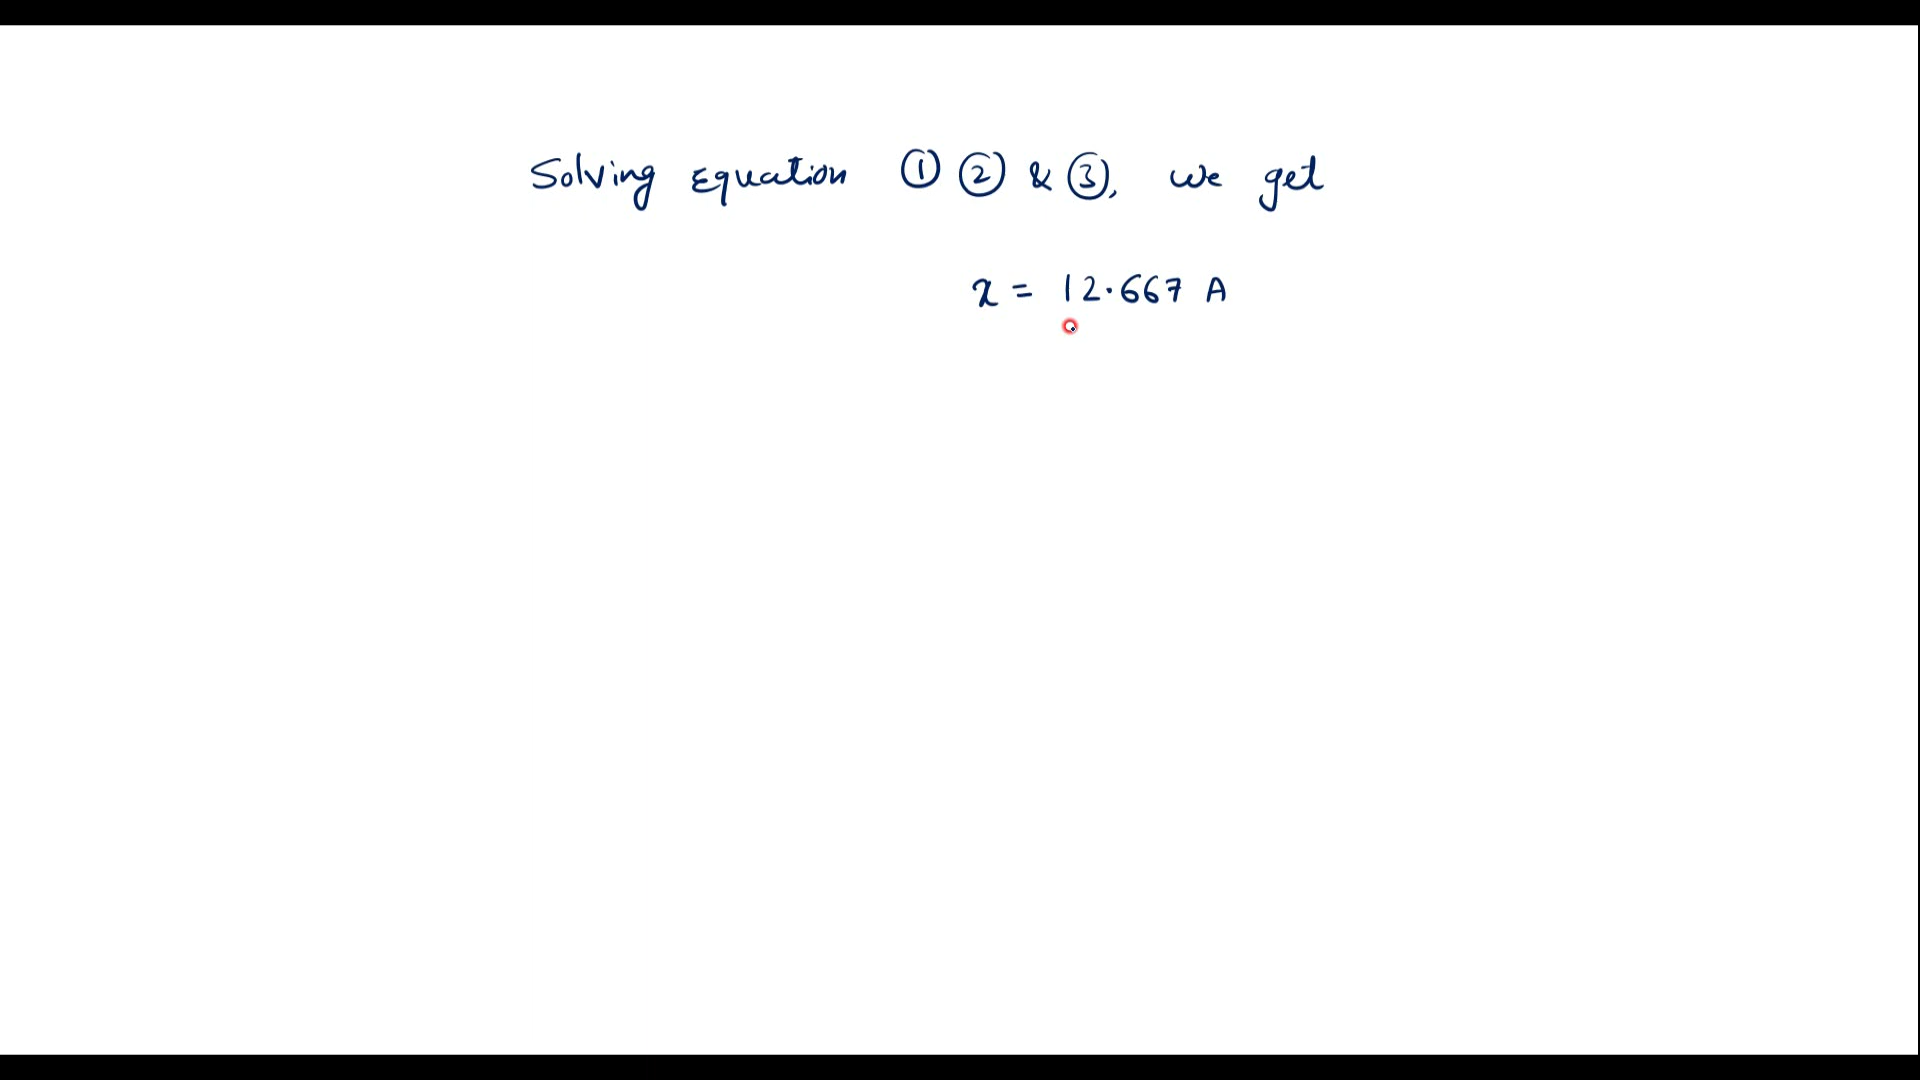 Solving equation ① ② & ③, we get
x = 12.667 A